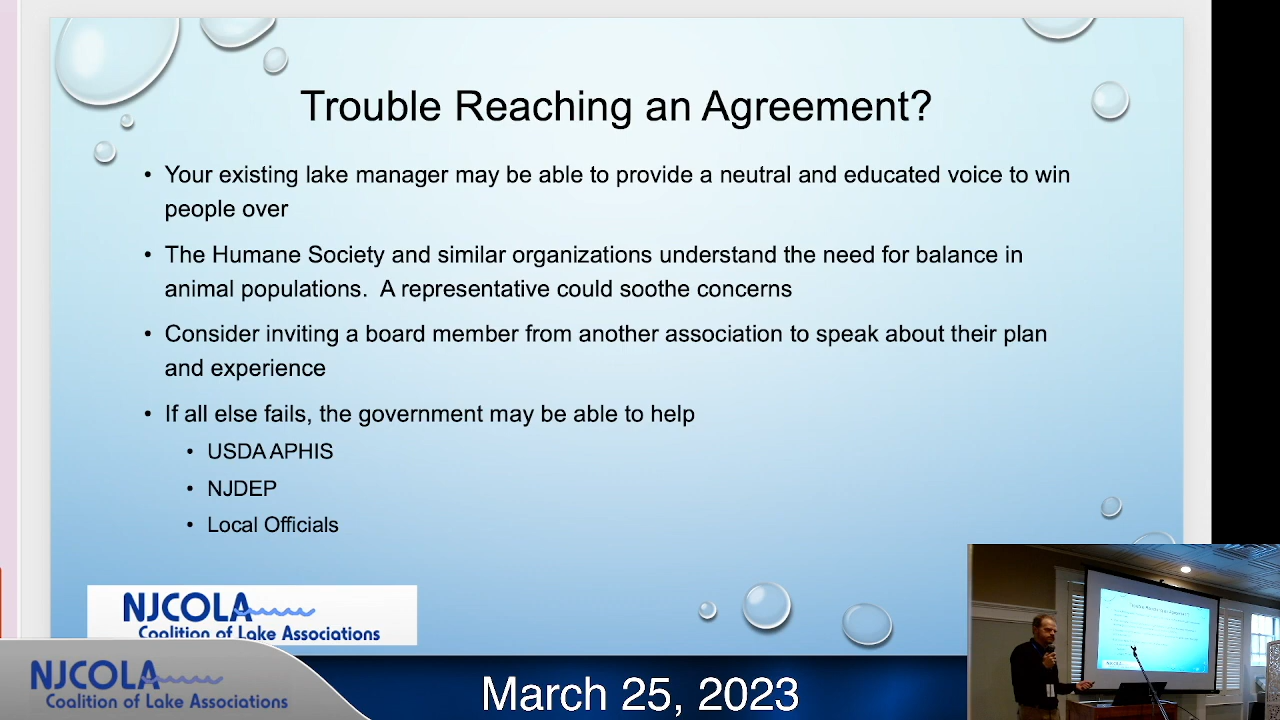 Trouble Reaching an Agreement?
• Your existing lake manager may be able to provide a neutral and educated voice to win
people over
• The Humane Society and similar organizations understand the need for balance in
animal populations.  A representative could soothe concerns
• Consider inviting a board member from another association to speak about their plan
and experience
• If all else fails, the government may be able to help
• USDA APHIS
• NJDEP
• Local Officials
NJCOLA
Coalition of Lake Associations
NJCOLA
Coalition of Lake Associations
March 25, 2023
Trouble Reaching an Agreement?